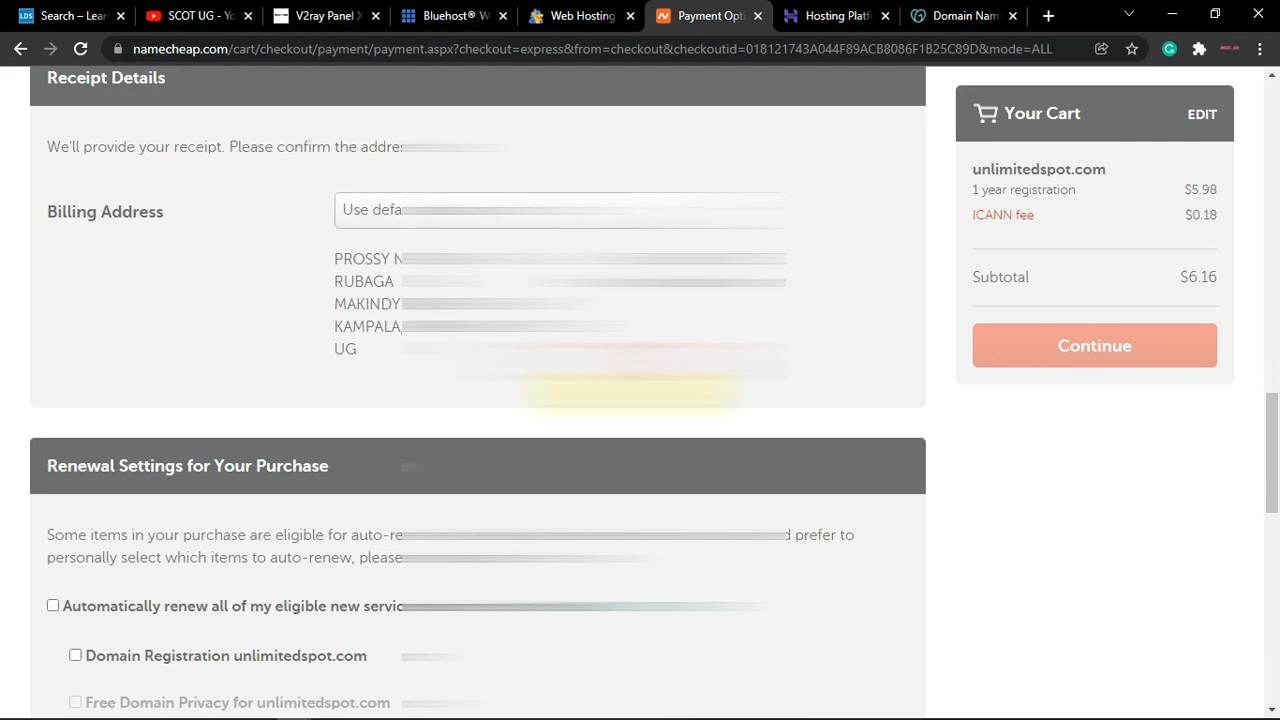 Search – Learn
SCOT UG - Yo
V2ray Panel X
Bluehost® W
Web Hosting
Payment Opti
Hosting Platf
Domain Nam
namecheap.com/cart/checkout/payment/payment.aspx?checkout=express&from=checkout&checkoutid=018121743A044F89ACB8086F1B25C89D&mode=ALL
Receipt Details
We'll provide your receipt. Please confirm the addre
Billing Address
Use defa
PROSSY N
RUBAGA
MAKINDY
KAMPALA,
UG
Renewal Settings for Your Purchase
Some items in your purchase are eligible for auto-re d prefer to
personally select which items to auto-renew, please
Automatically renew all of my eligible new servic
Domain Registration unlimitedspot.com
Free Domain Privacy for unlimitedspot.com
Your Cart EDIT
unlimitedspot.com
1 year registration $5.98
ICANN fee $0.18
Subtotal $6.16
Continue